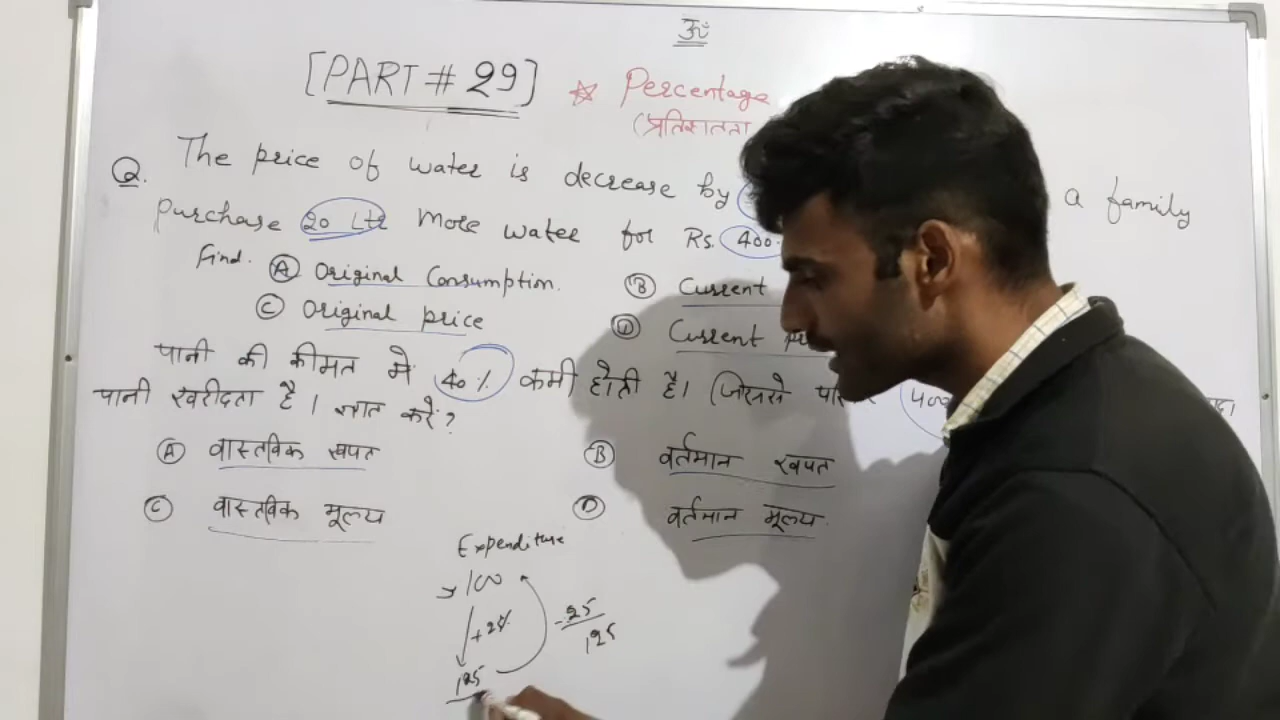 ॐ
[PART # 29] ☆ Percentage
(प्रतिशतता
Q. The price of water is decrease by a family
purchase 20 Ltr more water for Rs. 400
find. Ⓐ Original Consumption. Ⓑ Current
Ⓒ Original price Ⓓ Current
पानी की कीमत में 40% कमी होती है। जिससे 400
पानी खरीदता है। ज्ञात करें?
Ⓐ वास्तविक खपत Ⓑ वर्तमान खपत
Ⓒ वास्तविक मूल्य Ⓓ वर्तमान मूल्य.
Expenditure
100
+25%
-25/125
125